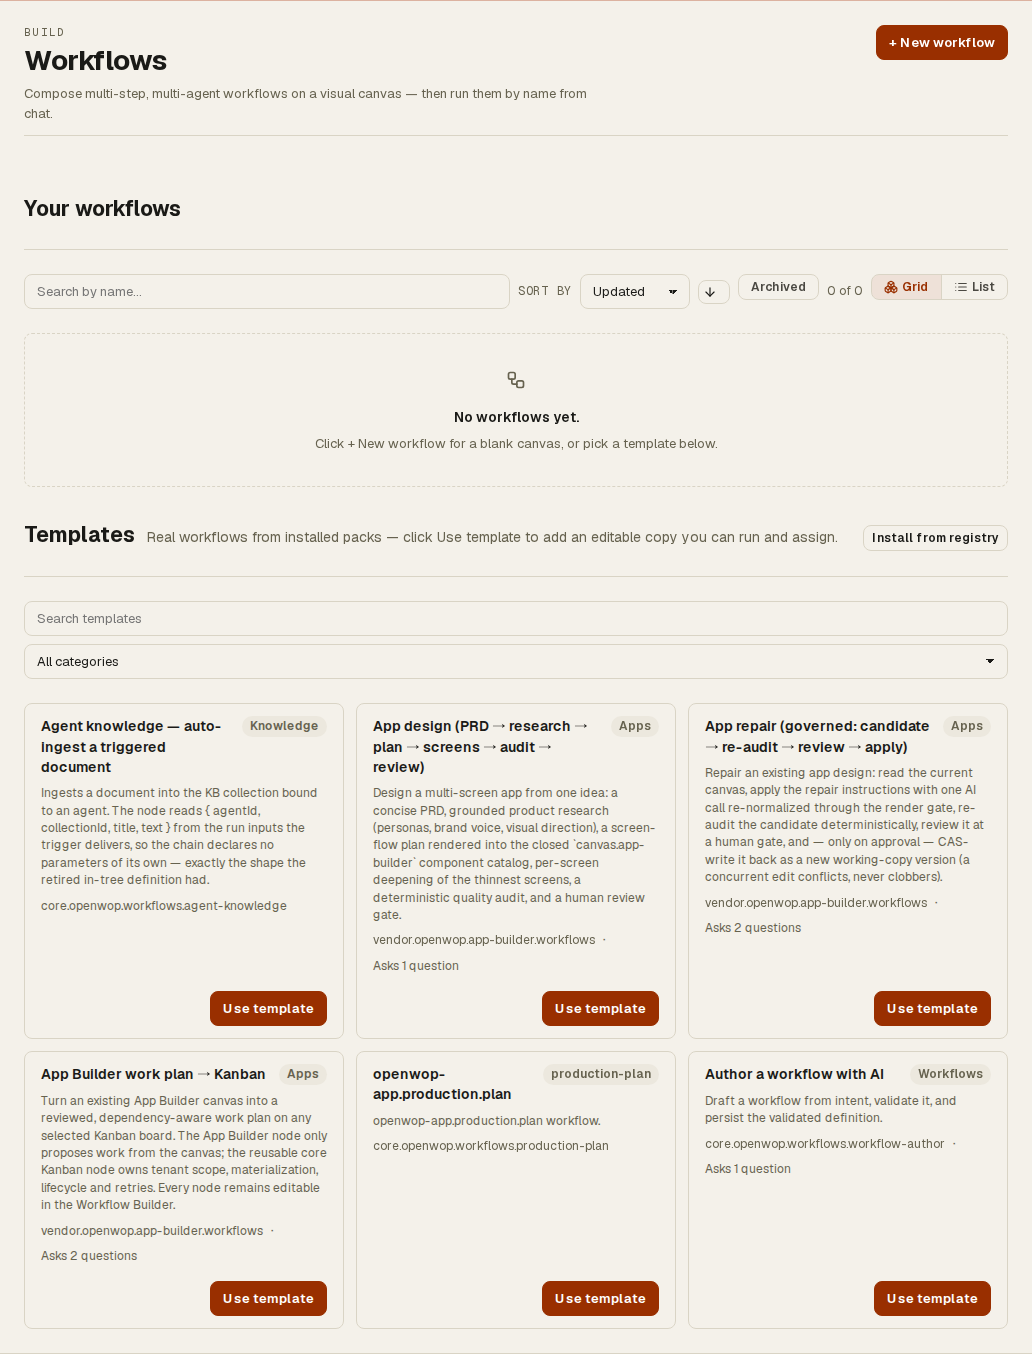 BUILD
Workflows
+ New workflow
Compose multi-step, multi-agent workflows on a visual canvas — then run them by name from
chat.
Your workflows
Search by name...
SORT BY
Updated
↓
Archived
0 of 0
Grid
List
No workflows yet.
Click + New workflow for a blank canvas, or pick a template below.
Templates
Real workflows from installed packs — click Use template to add an editable copy you can run and assign.
Install from registry
Search templates
All categories
Agent knowledge — auto-
ingest a triggered
document
Knowledge
Ingests a document into the KB collection bound
to an agent. The node reads { agentId,
collectionId, title, text } from the run inputs the
trigger delivers, so the chain declares no
parameters of its own — exactly the shape the
retired in-tree definition had.
core.openwop.workflows.agent-knowledge
Use template
App design (PRD → research →
plan → screens → audit →
review)
Apps
Design a multi-screen app from one idea: a
concise PRD, grounded product research
(personas, brand voice, visual direction), a screen-
flow plan rendered into the closed `canvas.app-
builder` component catalog, per-screen
deepening of the thinnest screens, a
deterministic quality audit, and a human review
gate.
vendor.openwop.app-builder.workflows ·
Asks 1 question
Use template
App repair (governed: candidate
→ re-audit → review → apply)
Apps
Repair an existing app design: read the current
canvas, apply the repair instructions with one AI
call re-normalized through the render gate, re-
audit the candidate deterministically, review it at
a human gate, and — only on approval — CAS-
write it back as a new working-copy version (a
concurrent edit conflicts, never clobbers).
vendor.openwop.app-builder.workflows ·
Asks 2 questions
Use template
App Builder work plan → Kanban
Apps
Turn an existing App Builder canvas into a
reviewed, dependency-aware work plan on any
selected Kanban board. The App Builder node only
proposes work from the canvas; the reusable core
Kanban node owns tenant scope, materialization,
lifecycle and retries. Every node remains editable
in the Workflow Builder.
vendor.openwop.app-builder.workflows ·
Asks 2 questions
Use template
openwop-
app.production.plan
production-plan
openwop-app.production.plan workflow.
core.openwop.workflows.production-plan
Use template
Author a workflow with AI
Workflows
Draft a workflow from intent, validate it, and
persist the validated definition.
core.openwop.workflows.workflow-author ·
Asks 1 question
Use template